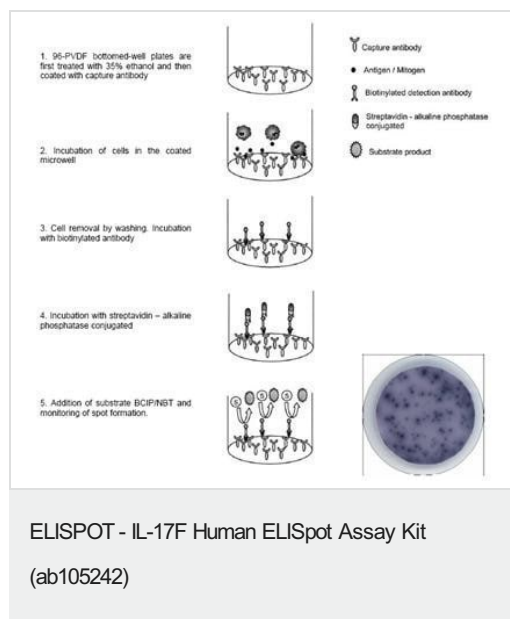 1. 96-PVDF bottomed-well plates are
first treated with 35% ethanol and then
coated with capture antibody
2. Incubation of cells in the coated
microwell
3. Cell removal by washing. Incubation
with biotinylated antibody
4. Incubation with streptavidin – alkaline
phosphatase conjugated
5. Addition of substrate BCIP/NBT and
monitoring of spot formation.
S S S
Capture antibody
Antigen / Mitogen
Biotinylated detection antibody
Streptavidin - alkaline phosphatase
conjugated
Substrate product
ELISPOT - IL-17F Human ELISpot Assay Kit
(ab105242)